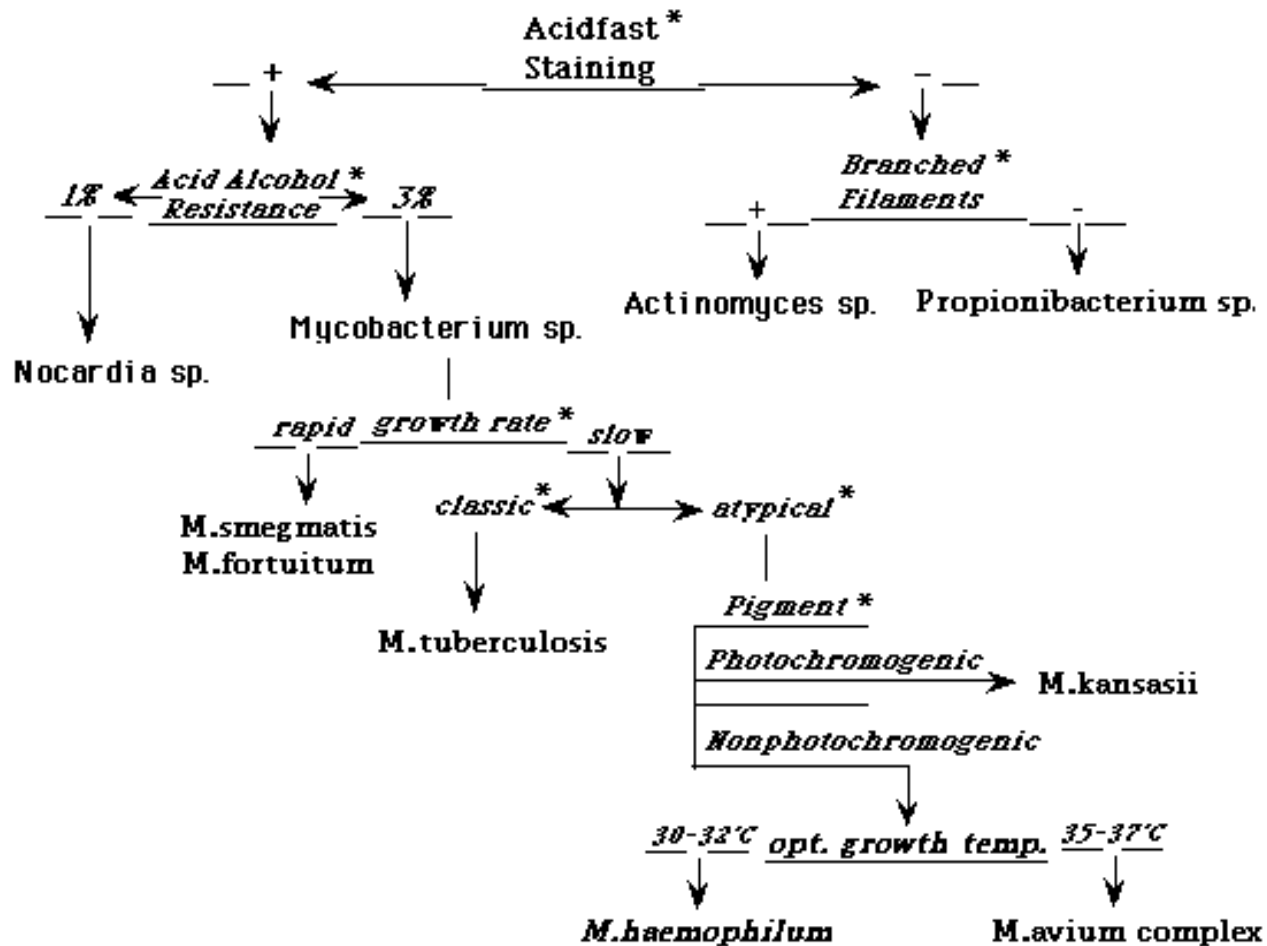 Acidfast *
Staining
+
-
1%
Acid Alcohol *
Resistance
3%
Branched *
Filaments
+
-
Actinomyces sp.
Propionibacterium sp.
Mycobacterium sp.
Nocardia sp.
rapid growth rate * slow
classic *
atypical *
M.smegmatis
M.fortuitum
M.tuberculosis
Pigment *
Photochromogenic
M.kansasii
Nonphotochromogenic
30-32°C opt. growth temp. 35-37°C
M.haemophilum
M.avium complex